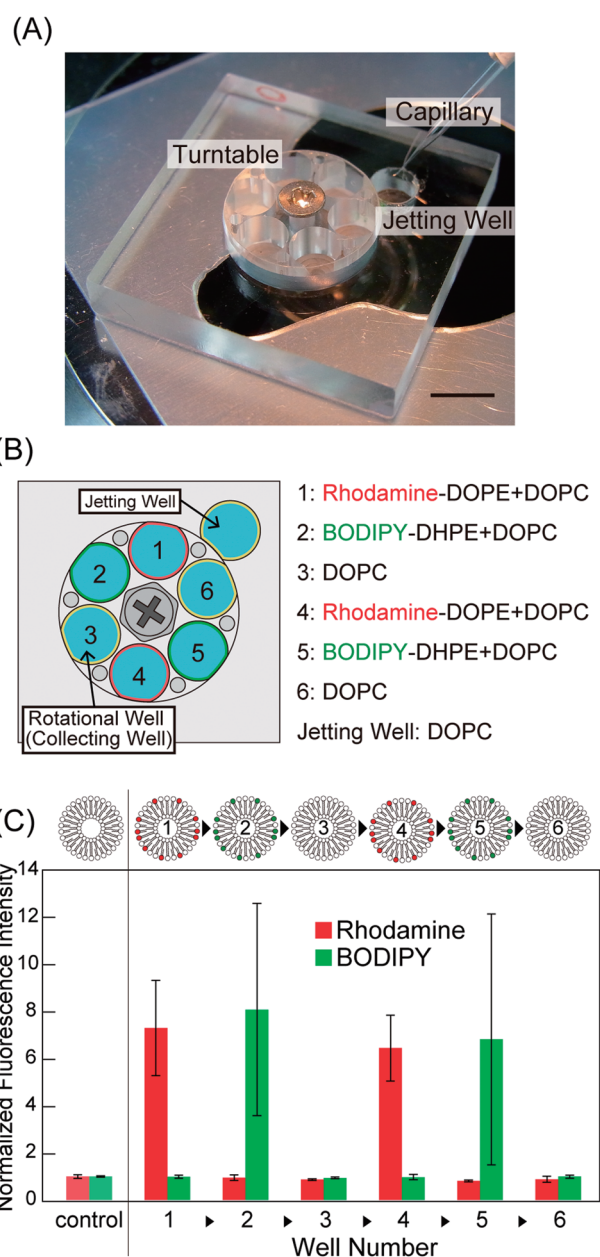 (A)
Capillary
Turntable
Jetting Well
(B)
Jetting Well
1
2
6
3
5
4
Rotational Well
(Collecting Well)
1: Rhodamine-DOPE+DOPC
2: BODIPY-DHPE+DOPC
3: DOPC
4: Rhodamine-DOPE+DOPC
5: BODIPY-DHPE+DOPC
6: DOPC
Jetting Well: DOPC
(C)
1 2 3 4 5 6
Normalized Fluorescence Intensity
14
12
10
8
6
4
2
0
Rhodamine
BODIPY
control 1 2 3 4 5 6
Well Number